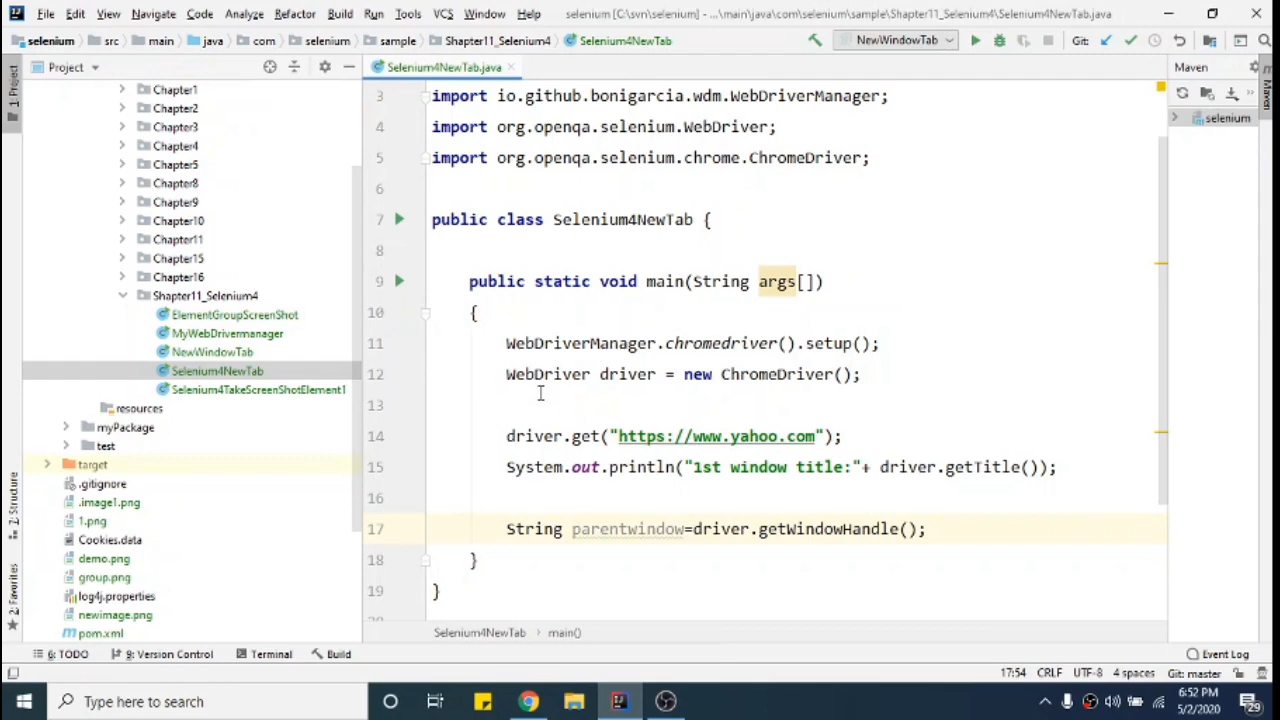 File Edit View Navigate Code Analyze Refactor Build Run Tools VCS Window Help selenium [C:\svn\selenium] - ...\main\java\com\selenium\sample\Shapter11_Selenium4\Selenium4NewTab.java
selenium src main java com selenium sample Shapter11_Selenium4 Selenium4NewTab NewWindowTab Git:
Project
Selenium4NewTab.java
Maven
1: Project
Maven
selenium
Chapter1
Chapter2
Chapter3
Chapter4
Chapter5
Chapter8
Chapter9
Chapter10
Chapter11
Chapter15
Chapter16
Shapter11_Selenium4
ElementGroupScreenShot
MyWebDrivermanager
NewWindowTab
Selenium4NewTab
Selenium4TakeScreenShotElement1
resources
myPackage
test
target
.gitignore
.image1.png
1.png
Cookies.data
demo.png
group.png
log4j.properties
newimage.png
pom.xml
7: Structure
2: Favorites
3 import io.github.bonigarcia.wdm.WebDriverManager;
4 import org.openqa.selenium.WebDriver;
5 import org.openqa.selenium.chrome.ChromeDriver;
6
7 public class Selenium4NewTab {
8
9 public static void main(String args[])
10 {
11 WebDriverManager.chromedriver().setup();
12 WebDriver driver = new ChromeDriver();
13
14 driver.get("https://www.yahoo.com");
15 System.out.println("1st window title:"+ driver.getTitle());
16
17 String parentwindow=driver.getWindowHandle();
18 }
19 }
Selenium4NewTab main()
6: TODO 9: Version Control Terminal Build Event Log
17:54 CRLF UTF-8 4 spaces Git: master
Type here to search
6:52 PM
5/2/2020
29